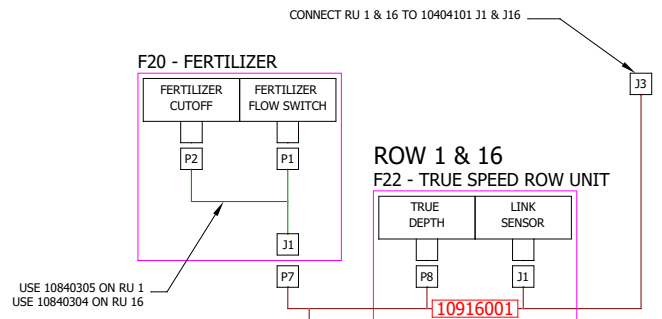 CONNECT RU 1 & 16 TO 10404101 J1 & J16
F20 - FERTILIZER
FERTILIZER
CUTOFF
FERTILIZER
FLOW SWITCH
J3
P2
P1
ROW 1 & 16
F22 - TRUE SPEED ROW UNIT
TRUE
DEPTH
LINK
SENSOR
J1
P7
P8
J1
USE 10840305 ON RU 1
USE 10840304 ON RU 16
10916001